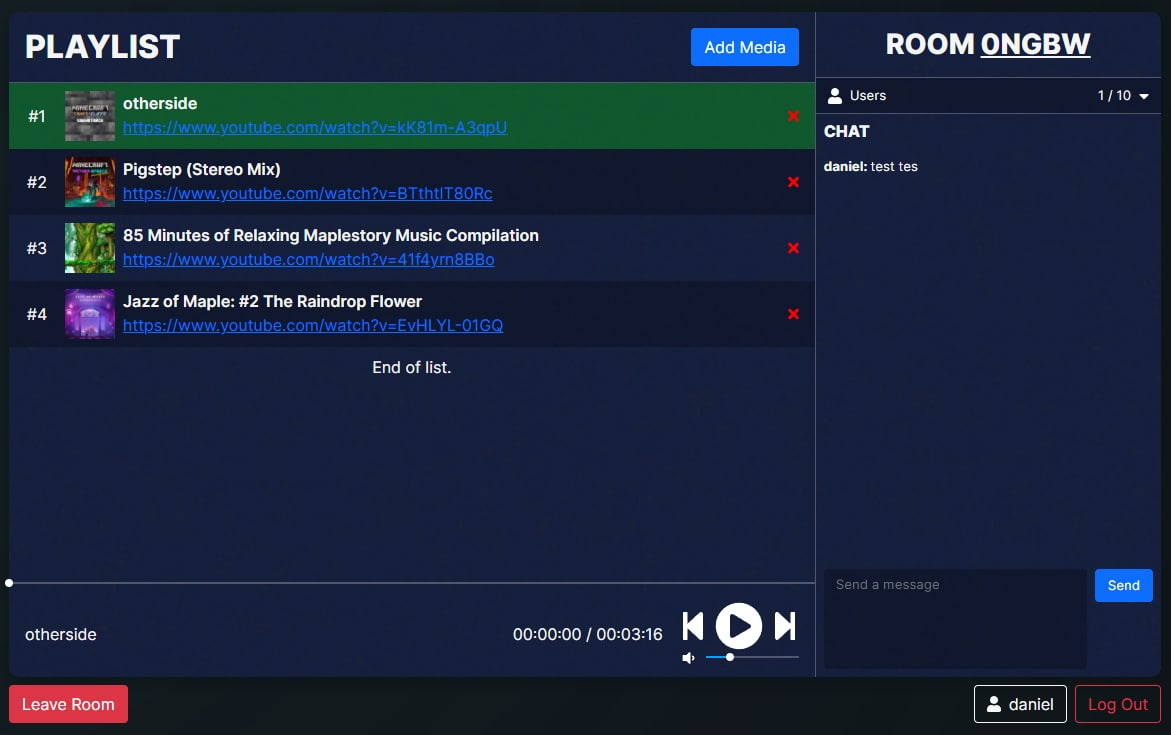 PLAYLIST
Add Media
#1
otherside
https://www.youtube.com/watch?v=kK81m-A3qpU
#2
Pigstep (Stereo Mix)
https://www.youtube.com/watch?v=BTthtlT80Rc
#3
85 Minutes of Relaxing Maplestory Music Compilation
https://www.youtube.com/watch?v=41f4yrn8BBo
#4
Jazz of Maple: #2 The Raindrop Flower
https://www.youtube.com/watch?v=EvHLYL-01GQ
End of list.
otherside
00:00:00 / 00:03:16
ROOM 0NGBW
Users
1 / 10
CHAT
daniel: test tes
Send a message
Send
Leave Room
daniel
Log Out